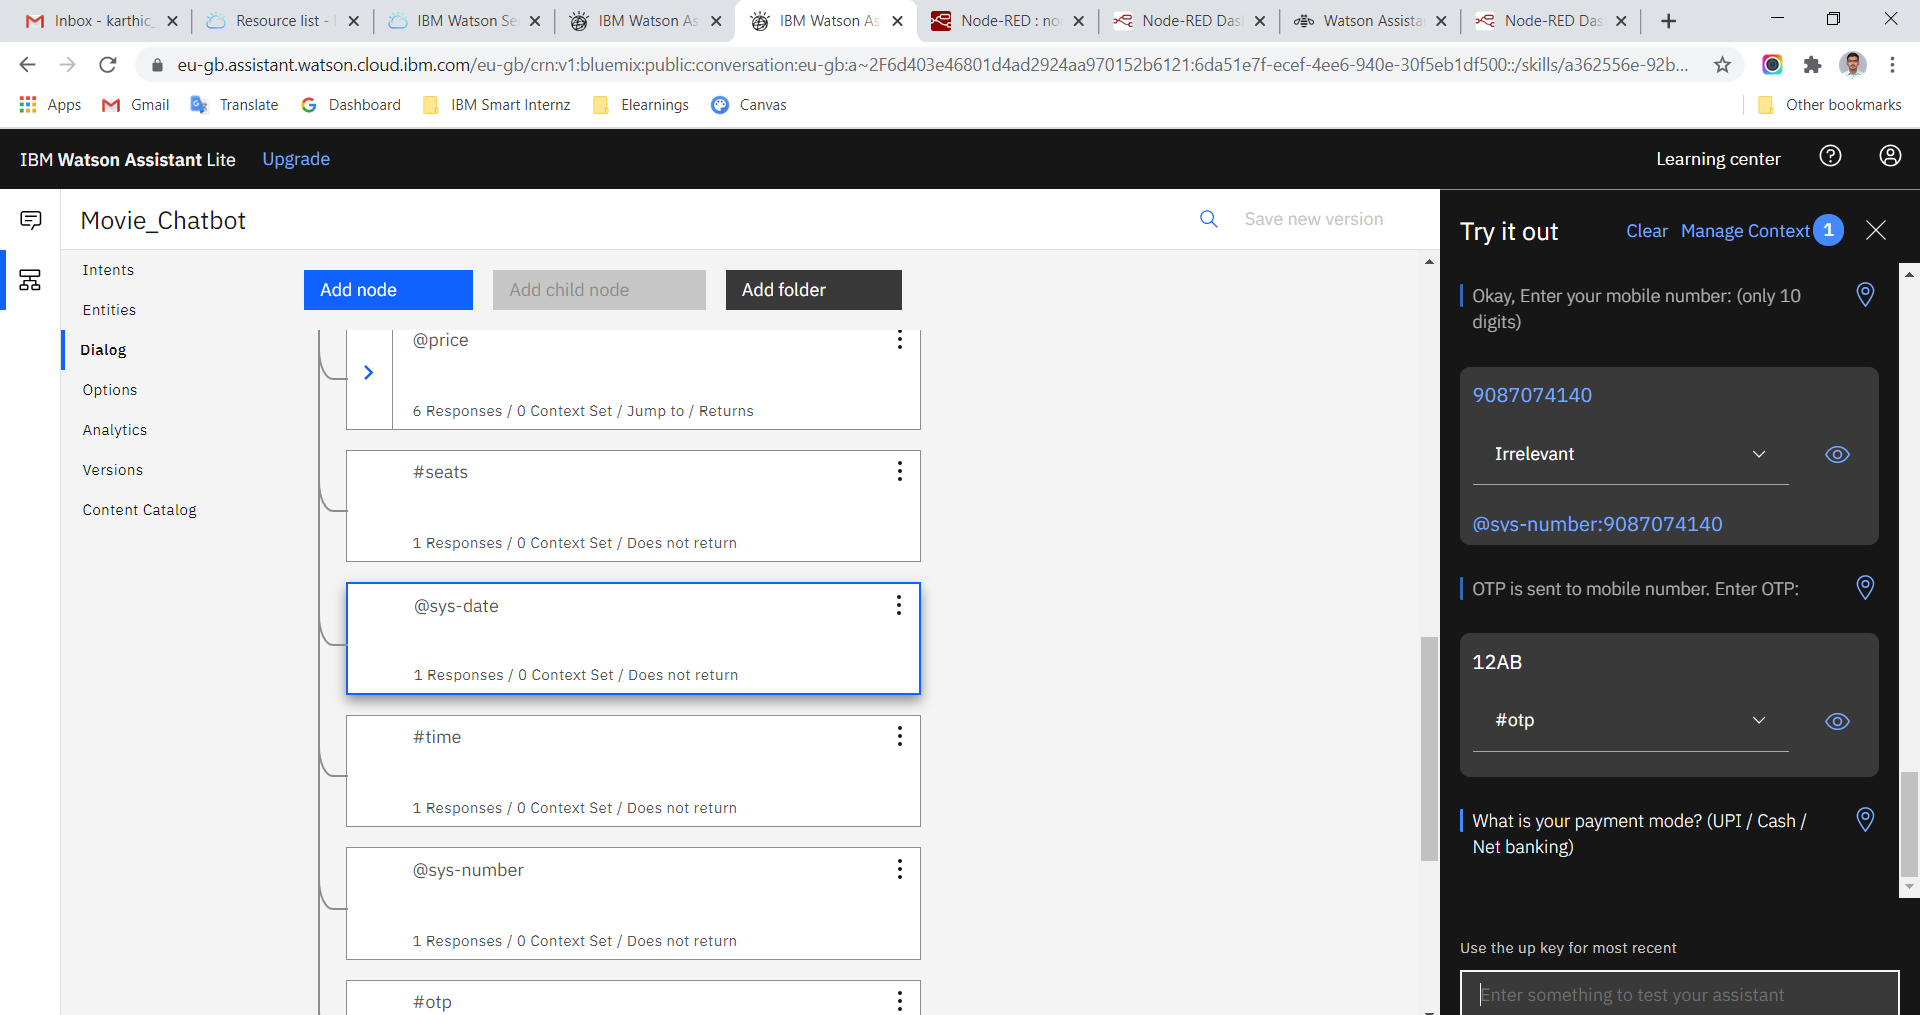 Inbox - karthic_
Resource list -
IBM Watson Se
IBM Watson As
IBM Watson As
Node-RED : no
Node-RED Das
Watson Assista
Node-RED Das
eu-gb.assistant.watson.cloud.ibm.com/eu-gb/crn:v1:bluemix:public:conversation:eu-gb:a~2F6d403e46801d4ad2924aa970152b6121:6da51e7f-ecef-4ee6-940e-30f5eb1df500::/skills/a362556e-92b...
Apps
Gmail
Translate
Dashboard
IBM Smart Internz
Elearnings
Canvas
Other bookmarks
IBM Watson Assistant Lite
Upgrade
Learning center
Movie_Chatbot
Save new version
Intents
Entities
Dialog
Options
Analytics
Versions
Content Catalog
Add node
Add child node
Add folder
@price
6 Responses / 0 Context Set / Jump to / Returns
#seats
1 Responses / 0 Context Set / Does not return
@sys-date
1 Responses / 0 Context Set / Does not return
#time
1 Responses / 0 Context Set / Does not return
@sys-number
1 Responses / 0 Context Set / Does not return
#otp
Try it out
Clear
Manage Context 1
Okay, Enter your mobile number: (only 10
digits)
9087074140
Irrelevant
@sys-number:9087074140
OTP is sent to mobile number. Enter OTP:
12AB
#otp
What is your payment mode? (UPI / Cash /
Net banking)
Use the up key for most recent
Enter something to test your assistant